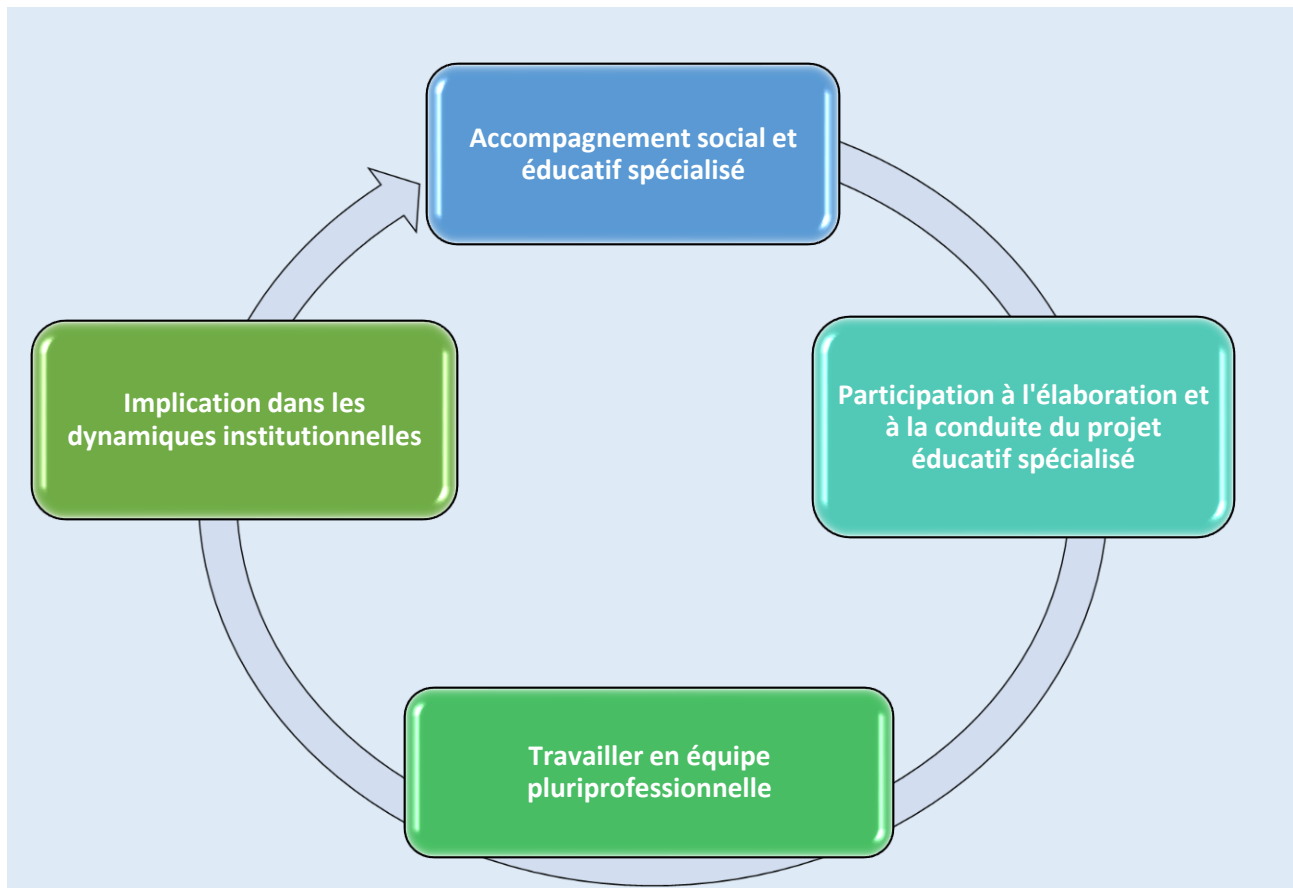 Accompagnement social et
éducatif spécialisé
Implication dans les
dynamiques institutionnelles
Participation à l'élaboration et
à la conduite du projet
éducatif spécialisé
Travailler en équipe
pluriprofessionnelle